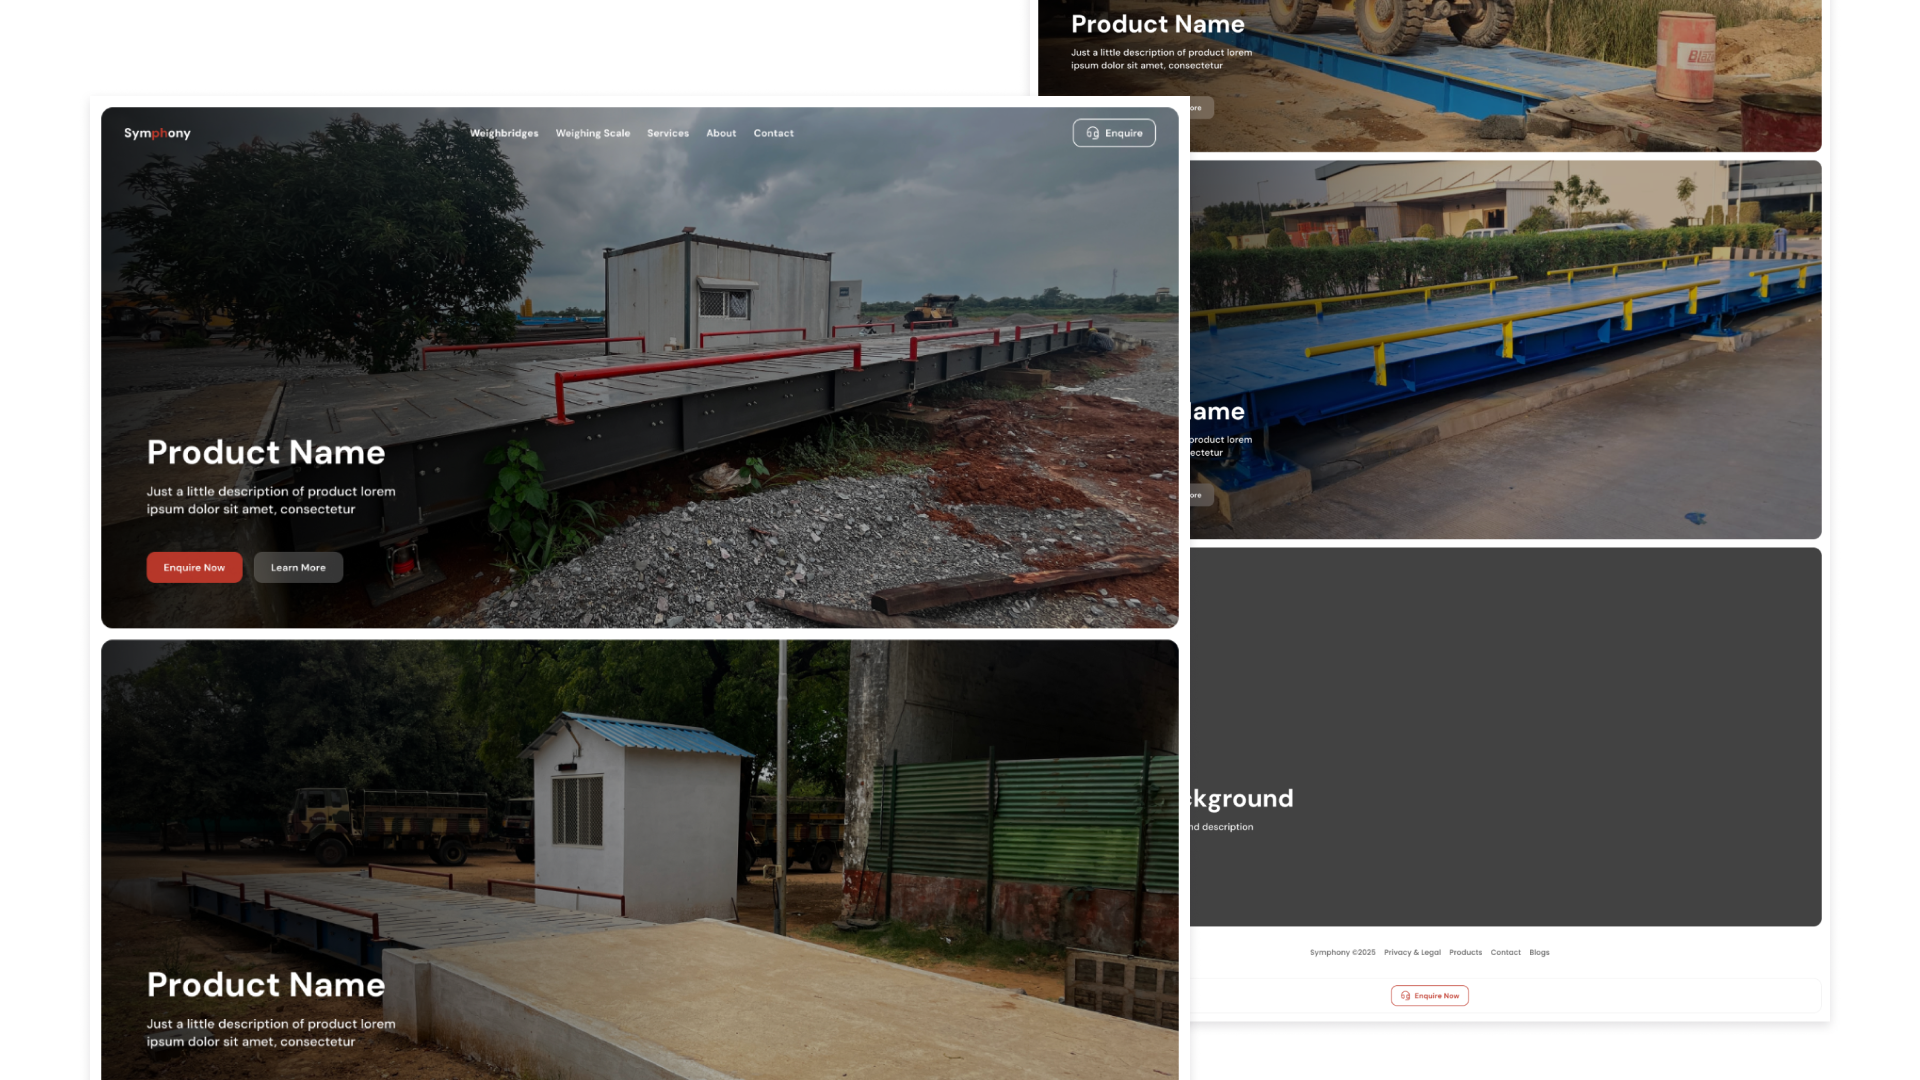 Symphony
Weighbridges Weighing Scale Services About Contact
Enquire
Product Name
Just a little description of product lorem
ipsum dolor sit amet, consectetur
Enquire Now Learn More
Product Name
Just a little description of product lorem
ipsum dolor sit amet, consectetur
Product Name
Just a little description of product lorem
ipsum dolor sit amet, consectetur
ore
ame
product lorem
ectetur
ore
ckground
nd description
Symphony ©2025 Privacy & Legal Products Contact Blogs
Enquire Now